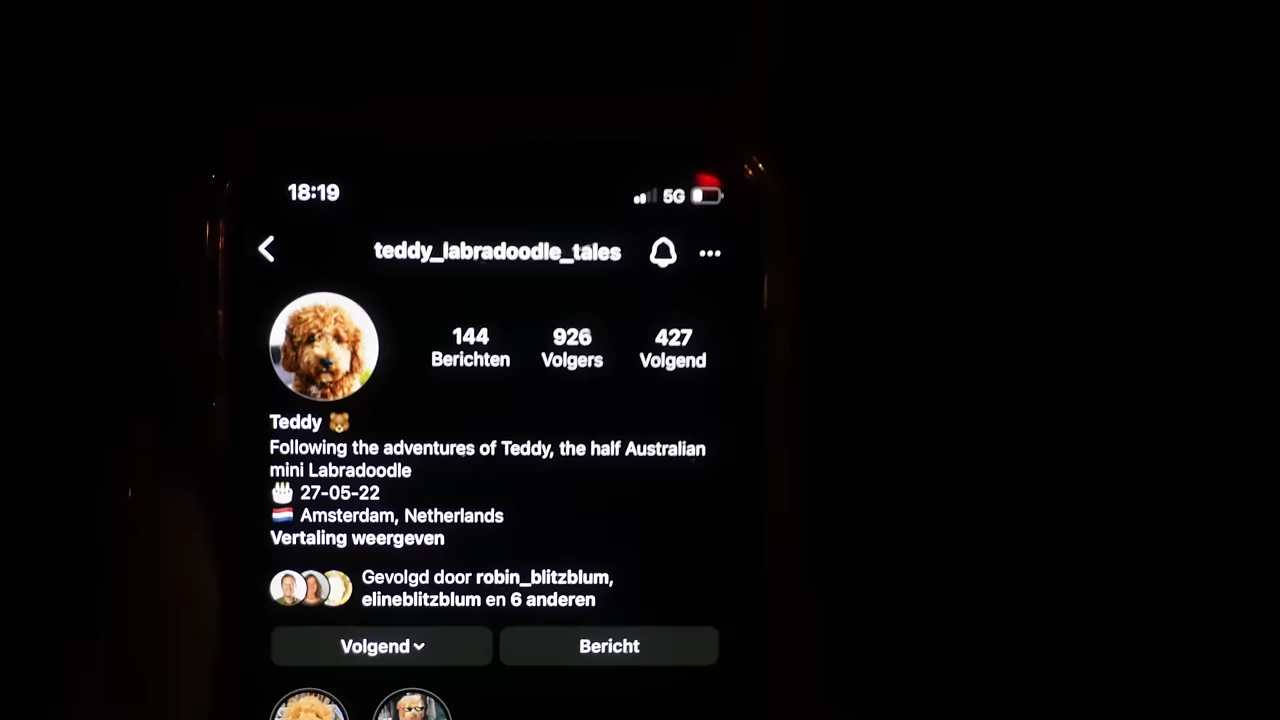 18:19 5G
teddy_labradoodle_tales
144 926 427
Berichten Volgers Volgend
Teddy 🐻
Following the adventures of Teddy, the half Australian
mini Labradoodle
🎂 27-05-22
🇳🇱 Amsterdam, Netherlands
Vertaling weergeven
Gevolgd door robin_blitzblum,
elineblitzblum en 6 anderen
Volgend Bericht